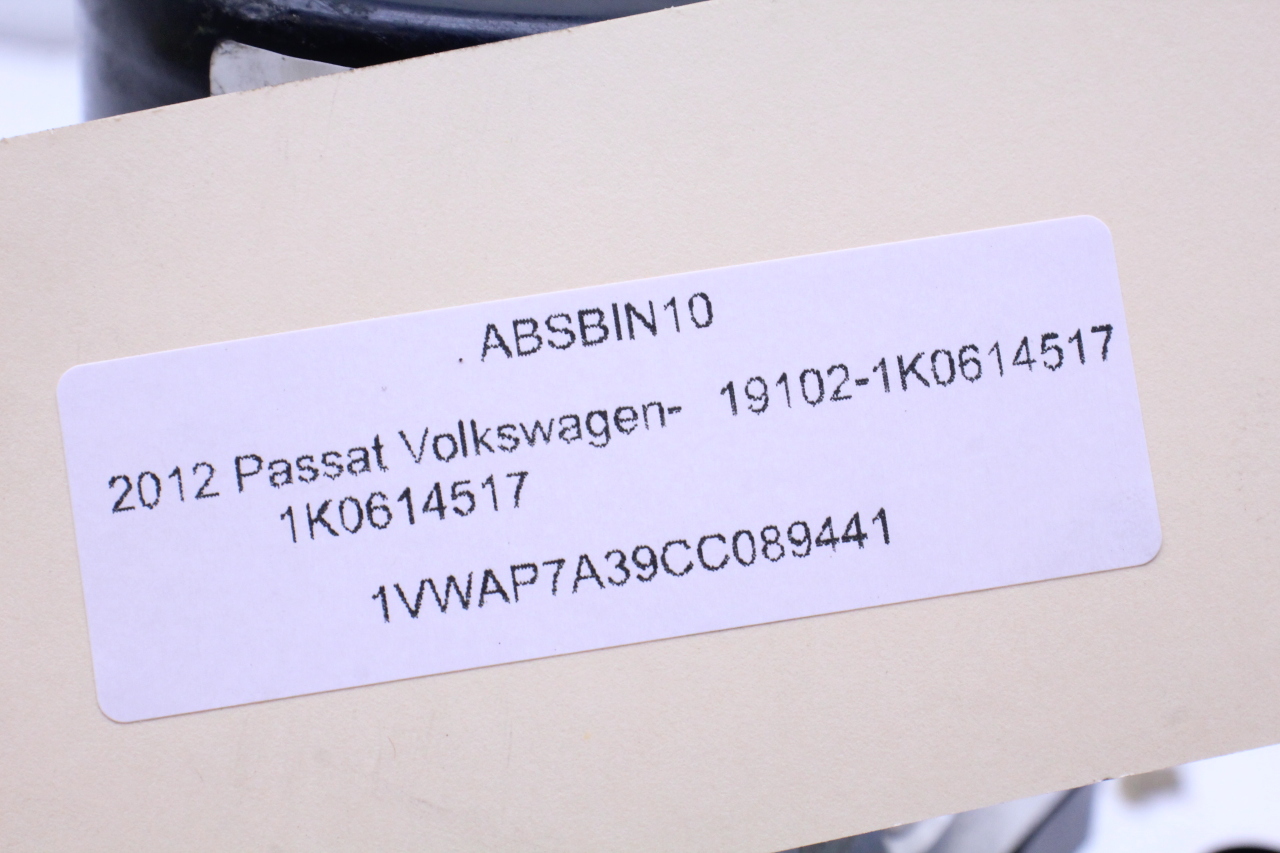 ABSBIN10
2012 Passat Volkswagen- 19102-1K0614517
1K0614517
1VWAP7A39CC089441